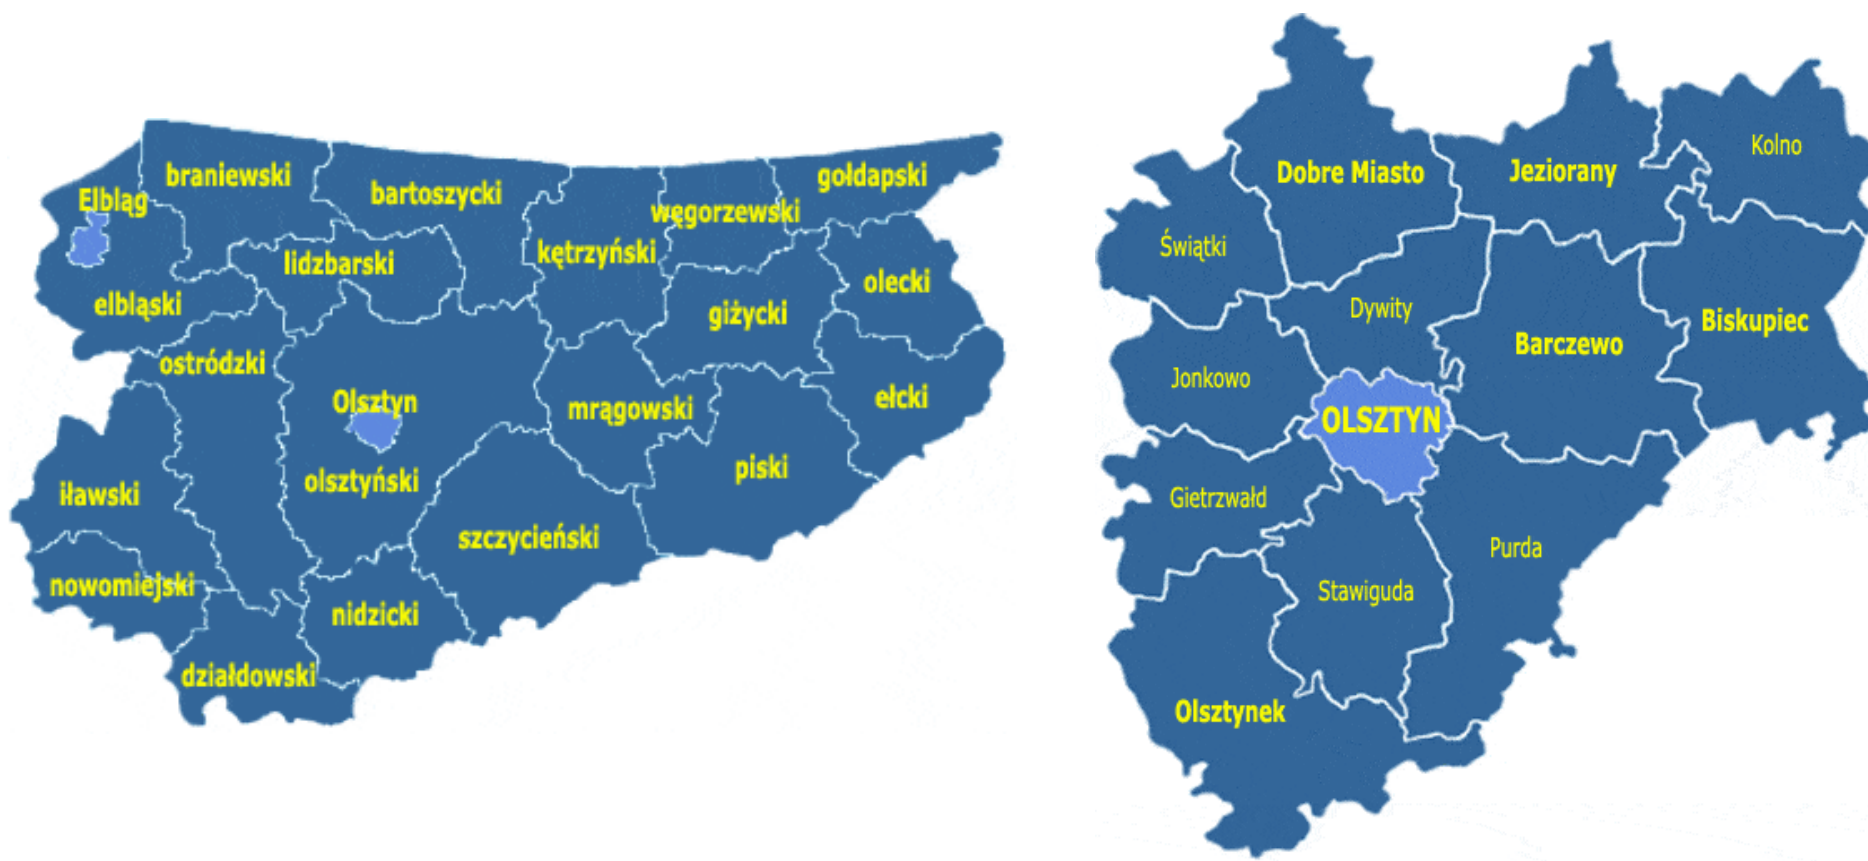 braniewski
bartoszycki
gołdapski
Elbląg
węgorzewski
kętrzyński
lidzbarski
olecki
elbląski
giżycki
ostródzki
Olsztyn
mrągowski
ełcki
piski
olsztyński
iławski
szczycieński
nowomiejski
nidzicki
działdowski
Kolno
Dobre Miasto
Jeziorany
Świątki
Dywity
Biskupiec
Barczewo
Jonkowo
OLSZTYN
Gietrzwałd
Purda
Stawiguda
Olsztynek